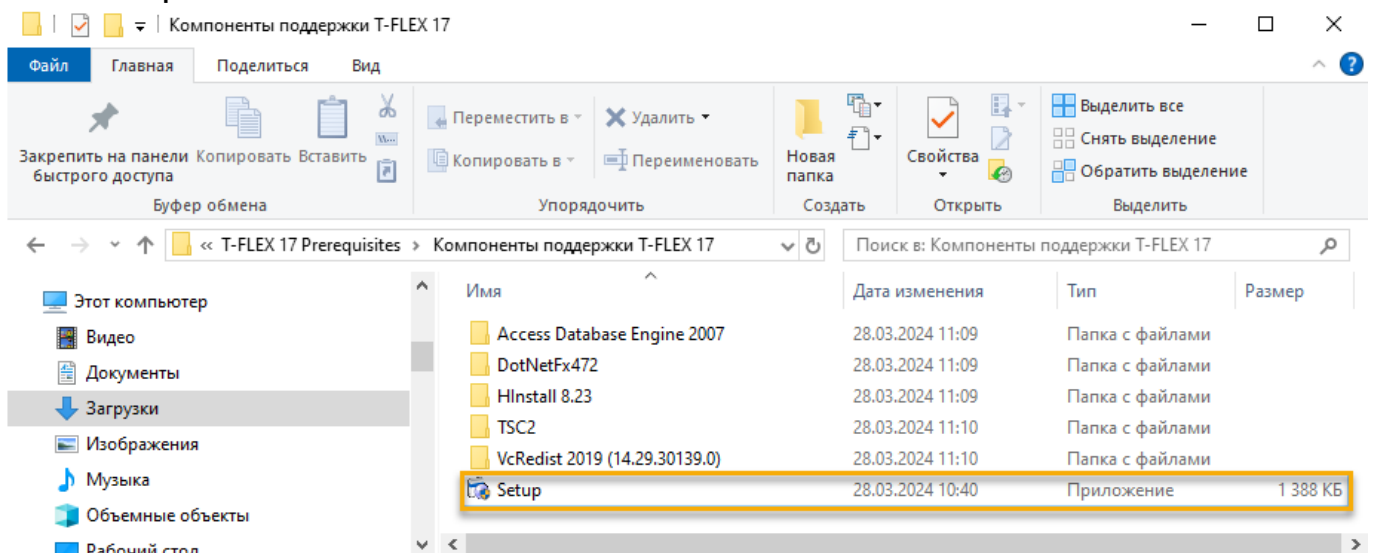 Компоненты поддержки T-FLEX 17
Файл Главная Поделиться Вид
Закрепить на панели быстрого доступа
Копировать
Вставить
Буфер обмена
Переместить в
Копировать в
Удалить
Переименовать
Упорядочить
Новая папка
Создать
Свойства
Открыть
Выделить все
Снять выделение
Обратить выделение
Выделить
« T-FLEX 17 Prerequisites › Компоненты поддержки T-FLEX 17
Поиск в: Компоненты поддержки T-FLEX 17
Этот компьютер
Видео
Документы
Загрузки
Изображения
Музыка
Объемные объекты
Рабочий стол
Имя Дата изменения Тип Размер
Access Database Engine 2007 28.03.2024 11:09 Папка с файлами
DotNetFx472 28.03.2024 11:09 Папка с файлами
HInstall 8.23 28.03.2024 11:09 Папка с файлами
TSC2 28.03.2024 11:10 Папка с файлами
VcRedist 2019 (14.29.30139.0) 28.03.2024 11:10 Папка с файлами
Setup 28.03.2024 10:40 Приложение 1 388 КБ